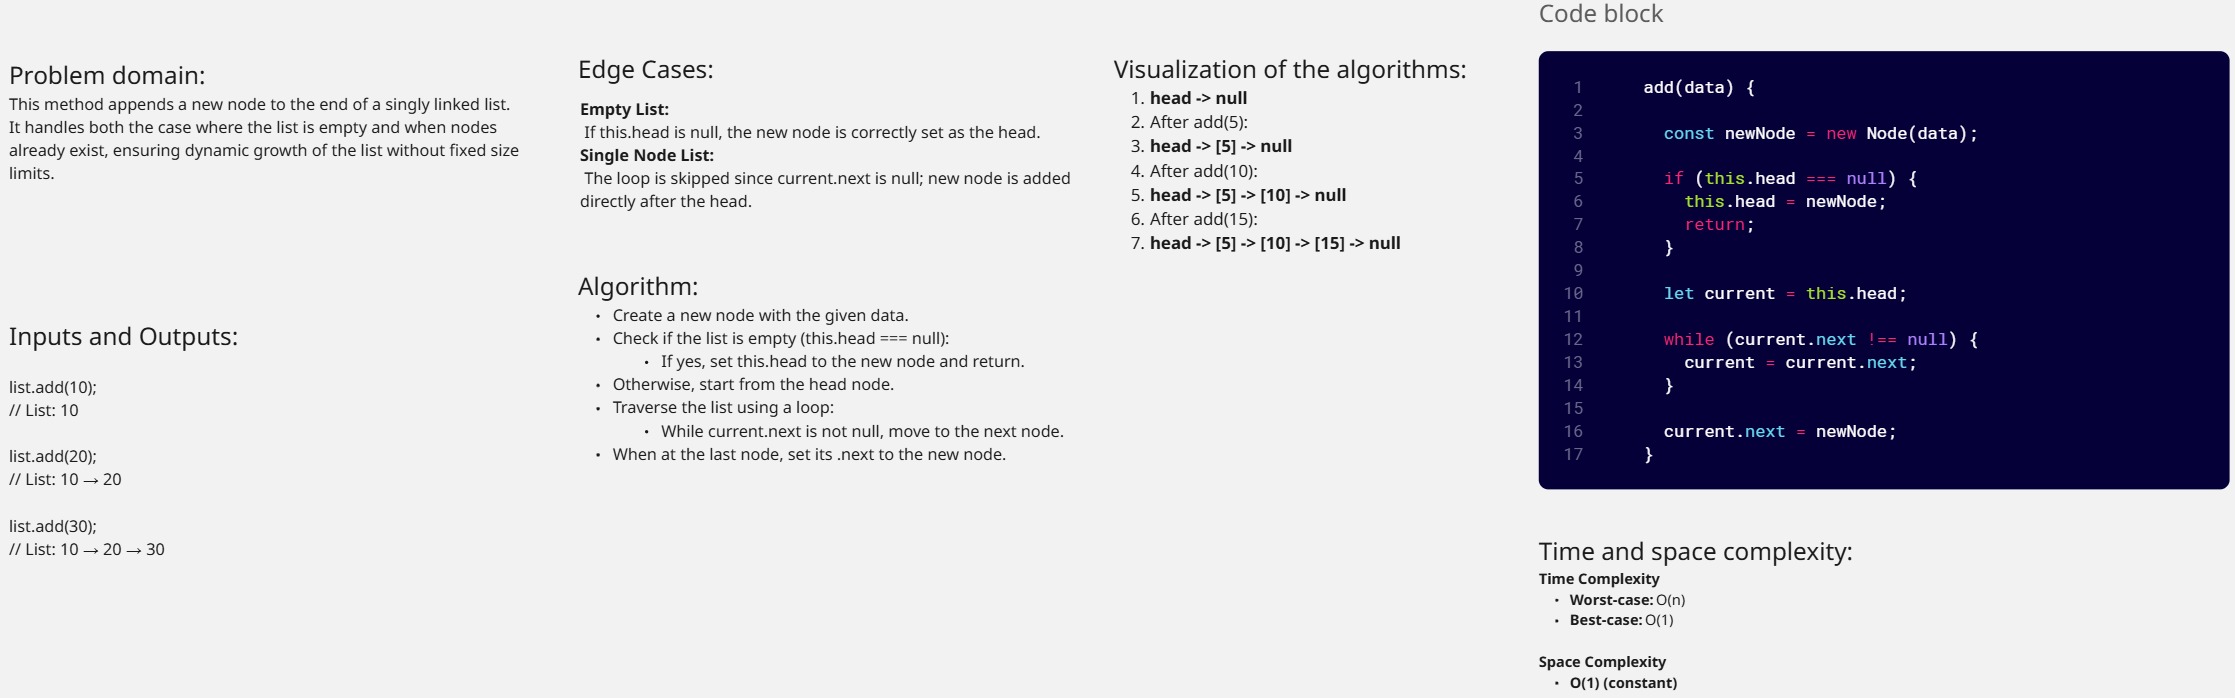 Problem domain:
This method appends a new node to the end of a singly linked list.
It handles both the case where the list is empty and when nodes
already exist, ensuring dynamic growth of the list without fixed size
limits.
Inputs and Outputs:
list.add(10);
// List: 10
list.add(20);
// List: 10 → 20
list.add(30);
// List: 10 → 20 → 30
Edge Cases:
Empty List:
If this.head is null, the new node is correctly set as the head.
Single Node List:
The loop is skipped since current.next is null; new node is added
directly after the head.
Algorithm:
• Create a new node with the given data.
• Check if the list is empty (this.head === null):
• If yes, set this.head to the new node and return.
• Otherwise, start from the head node.
• Traverse the list using a loop:
• While current.next is not null, move to the next node.
• When at the last node, set its .next to the new node.
Visualization of the algorithms:
1. head -> null
2. After add(5):
3. head -> [5] -> null
4. After add(10):
5. head -> [5] -> [10] -> null
6. After add(15):
7. head -> [5] -> [10] -> [15] -> null
Code block
1 add(data) {
2
3 const newNode = new Node(data);
4
5 if (this.head === null) {
6 this.head = newNode;
7 return;
8 }
9
10 let current = this.head;
11
12 while (current.next !== null) {
13 current = current.next;
14 }
15
16 current.next = newNode;
17 }
Time and space complexity:
Time Complexity
• Worst-case: O(n)
• Best-case: O(1)
Space Complexity
• O(1) (constant)